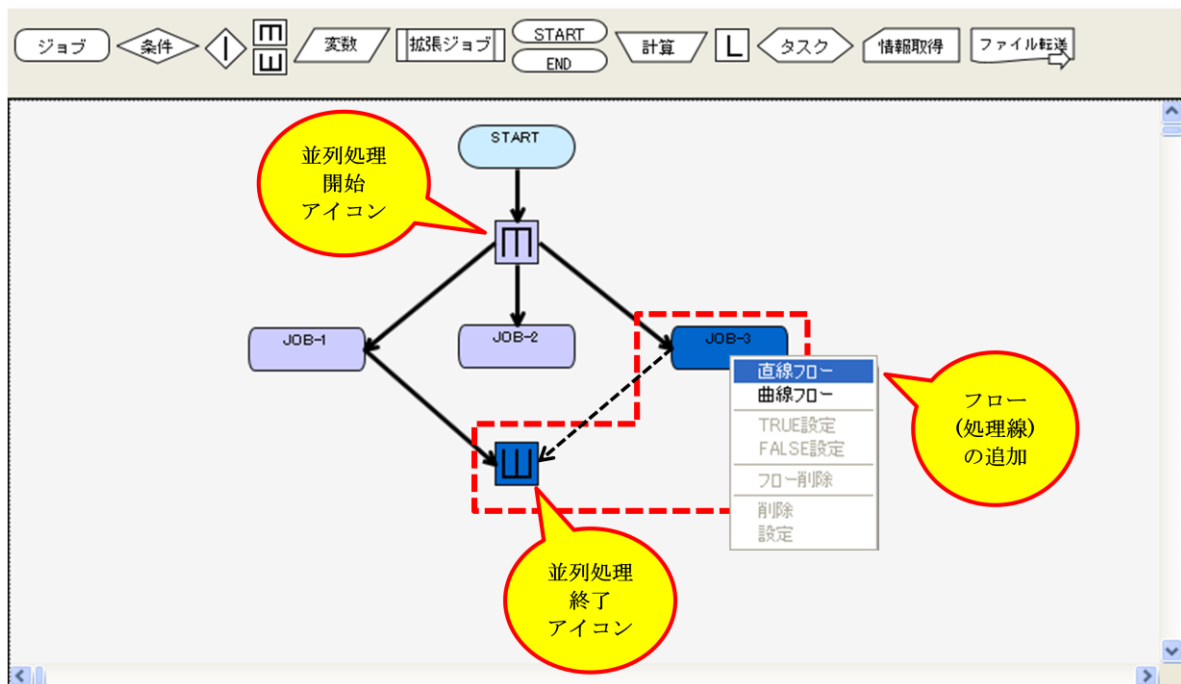 ジョブ
条件
変数
拡張ジョブ
START
END
計算
L
タスク
情報取得
ファイル転送
START
並列処理
開始
アイコン
JOB-1
JOB-2
JOB-3
直線フロー
曲線フロー
TRUE設定
FALSE設定
フロー削除
削除
設定
フロー
(処理線)
の追加
並列処理
終了
アイコン